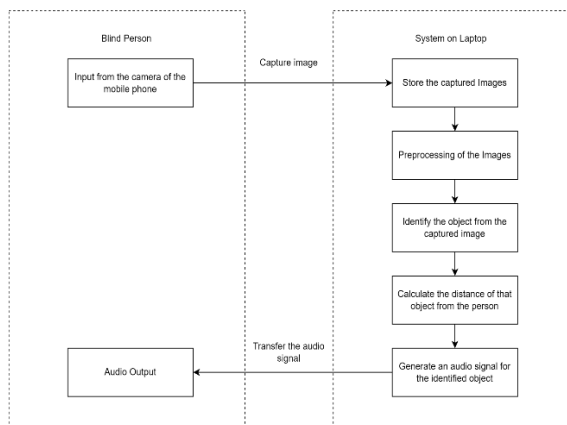 Blind Person
System on Laptop
Input from the camera of the
mobile phone
Capture image
Store the captured Images
Preprocessing of the Images
Identify the object from the
captured image
Calculate the distance of that
object from the person
Transfer the audio
signal
Audio Output
Generate an audio signal for
the identified object